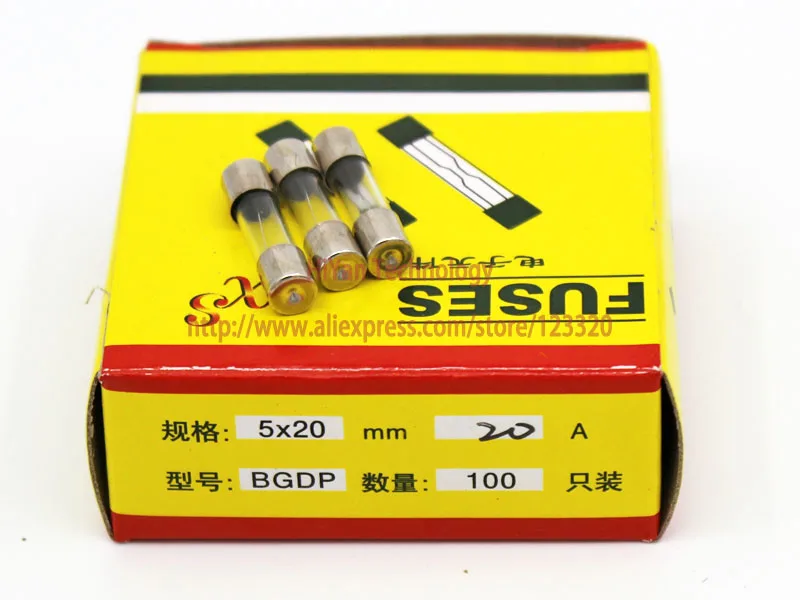 电子元件
FUSES
Technology
http://www.aliexpress.com/store/123320
规格: 5x20 mm 20 A
型号: BGDP 数量: 100 只装